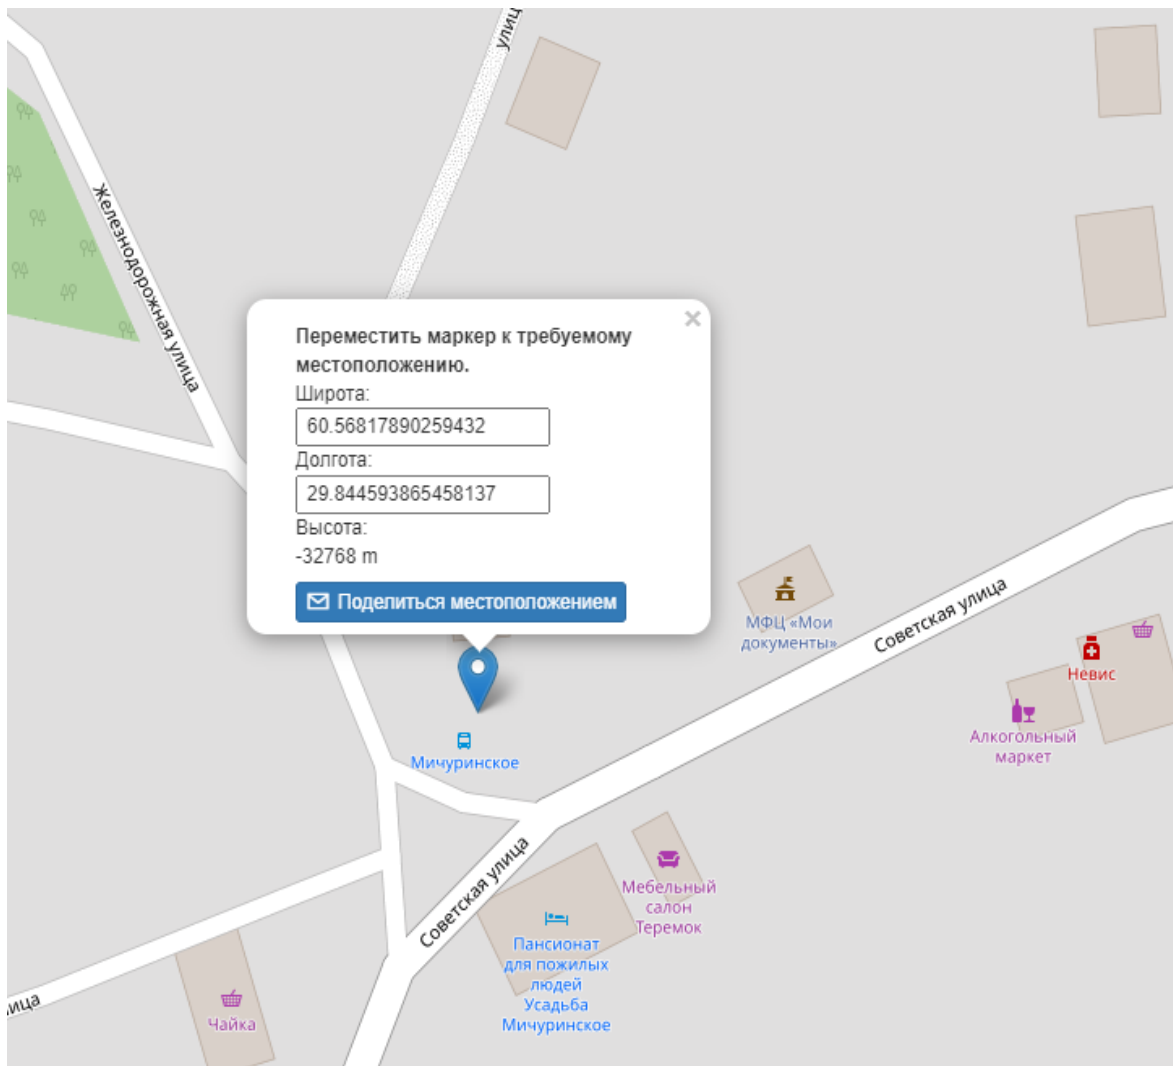 улиц
Железнодорожная улица
Переместить маркер к требуемому
местоположению.
Широта:
60.56817890259432
Долгота:
29.844593865458137
Высота:
-32768 m
Поделиться местоположением
МФЦ «Мои
документы»
Советская улица
Невис
Алкогольный
маркет
Мичуринское
Советская улица
Мебельный
салон
Теремок
Пансионат
для пожилых
людей
Усадьба
Мичуринское
лица
Чайка